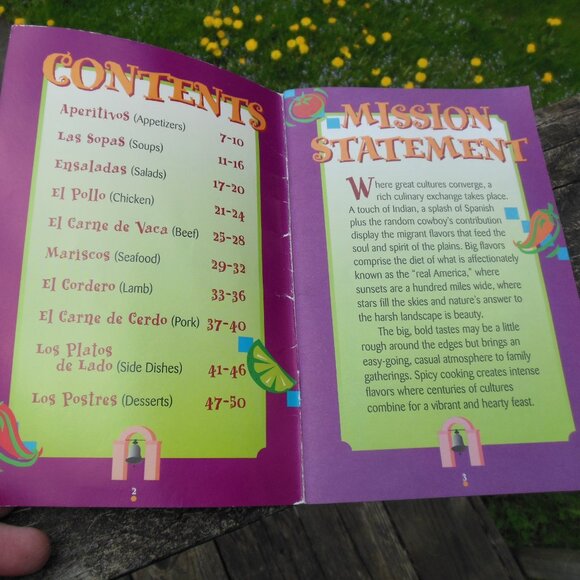 CONTENTS
Aperitivos (Appetizers) 7-10
Las Sopas (Soups) 11-16
Ensaladas (Salads) 17-20
El Pollo (Chicken) 21-24
El Carne de Vaca (Beef) 25-28
Mariscos (Seafood) 29-32
El Cordero (Lamb) 33-36
El Carne de Cerdo (Pork) 37-40
Los Platos
de Lado (Side Dishes) 41-46
Los Postres (Desserts) 47-50
2
MISSION
STATEMENT
Where great cultures converge, a
rich culinary exchange takes place.
A touch of Indian, a splash of Spanish
plus the random cowboy's contribution
display the migrant flavors that feed the
soul and spirit of the plains. Big flavors
comprise the diet of what is affectionately
known as the "real America," where
sunsets are a hundred miles wide, where
stars fill the skies and nature's answer to
the harsh landscape is beauty.
The big, bold tastes may be a little
rough around the edges but brings an
easy-going, casual atmosphere to family
gatherings. Spicy cooking creates intense
flavors where centuries of cultures
combine for a vibrant and hearty feast.
3